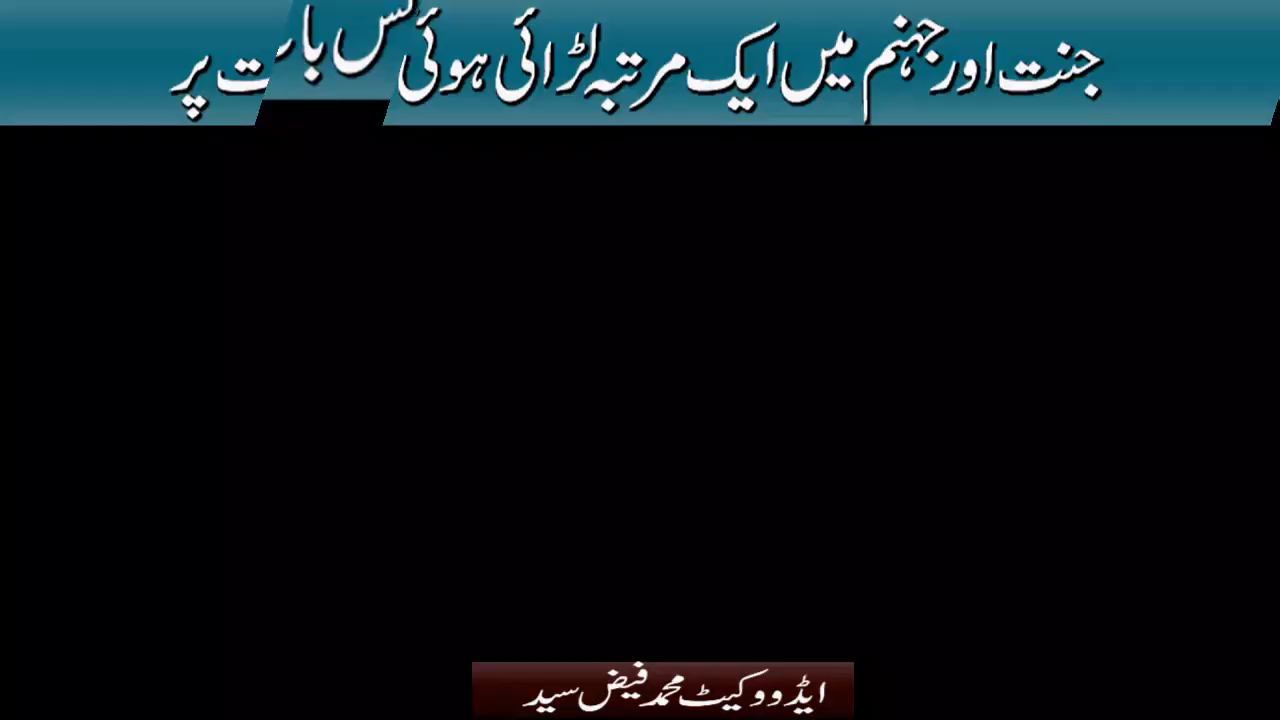 جنت اور جہنم میں ایک مرتبہ لڑائی ہوئی کس بات پر
ایڈووکیٹ محمد فیض سید